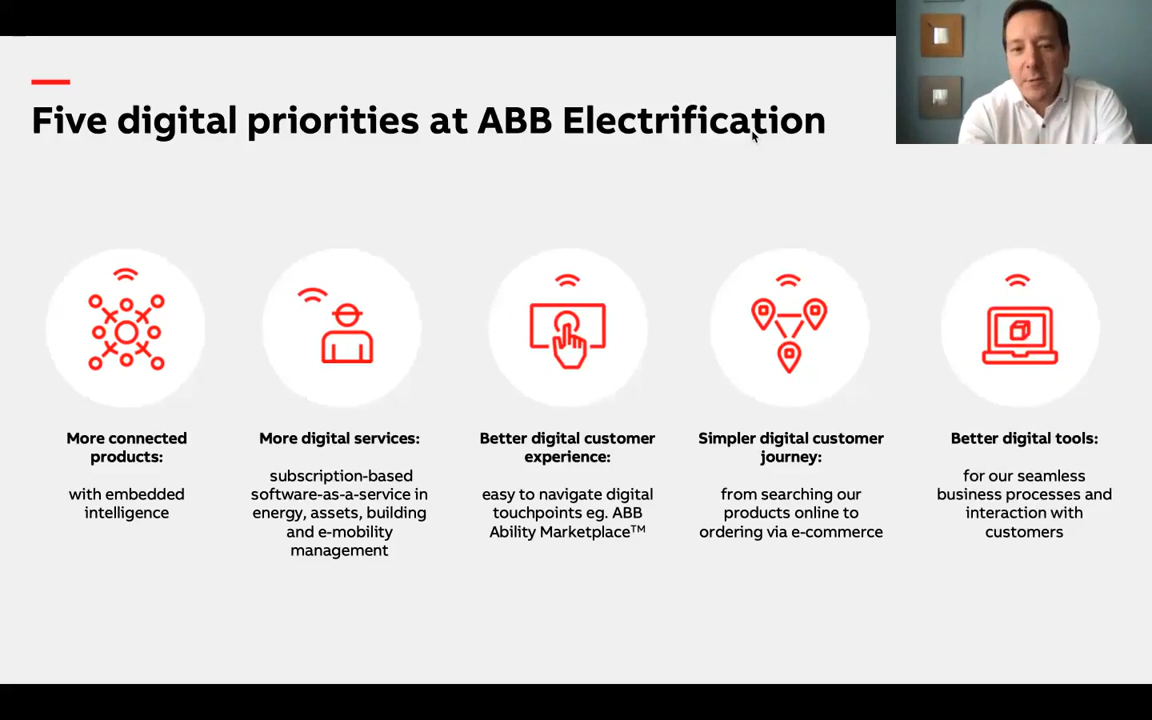 Five digital priorities at ABB Electrification
More connected
products:
with embedded
intelligence
More digital services:
subscription-based
software-as-a-service in
energy, assets, building
and e-mobility
management
Better digital customer
experience:
easy to navigate digital
touchpoints eg. ABB
Ability Marketplace™
Simpler digital customer
journey:
from searching our
products online to
ordering via e-commerce
Better digital tools:
for our seamless
business processes and
interaction with
customers